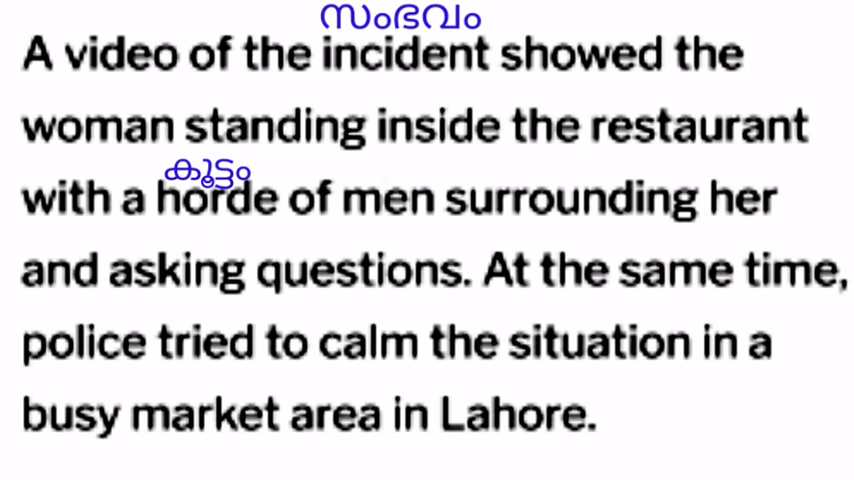 സംഭവം
A video of the incident showed the
woman standing inside the restaurant
കൂട്ടം
with a horde of men surrounding her
and asking questions. At the same time,
police tried to calm the situation in a
busy market area in Lahore.